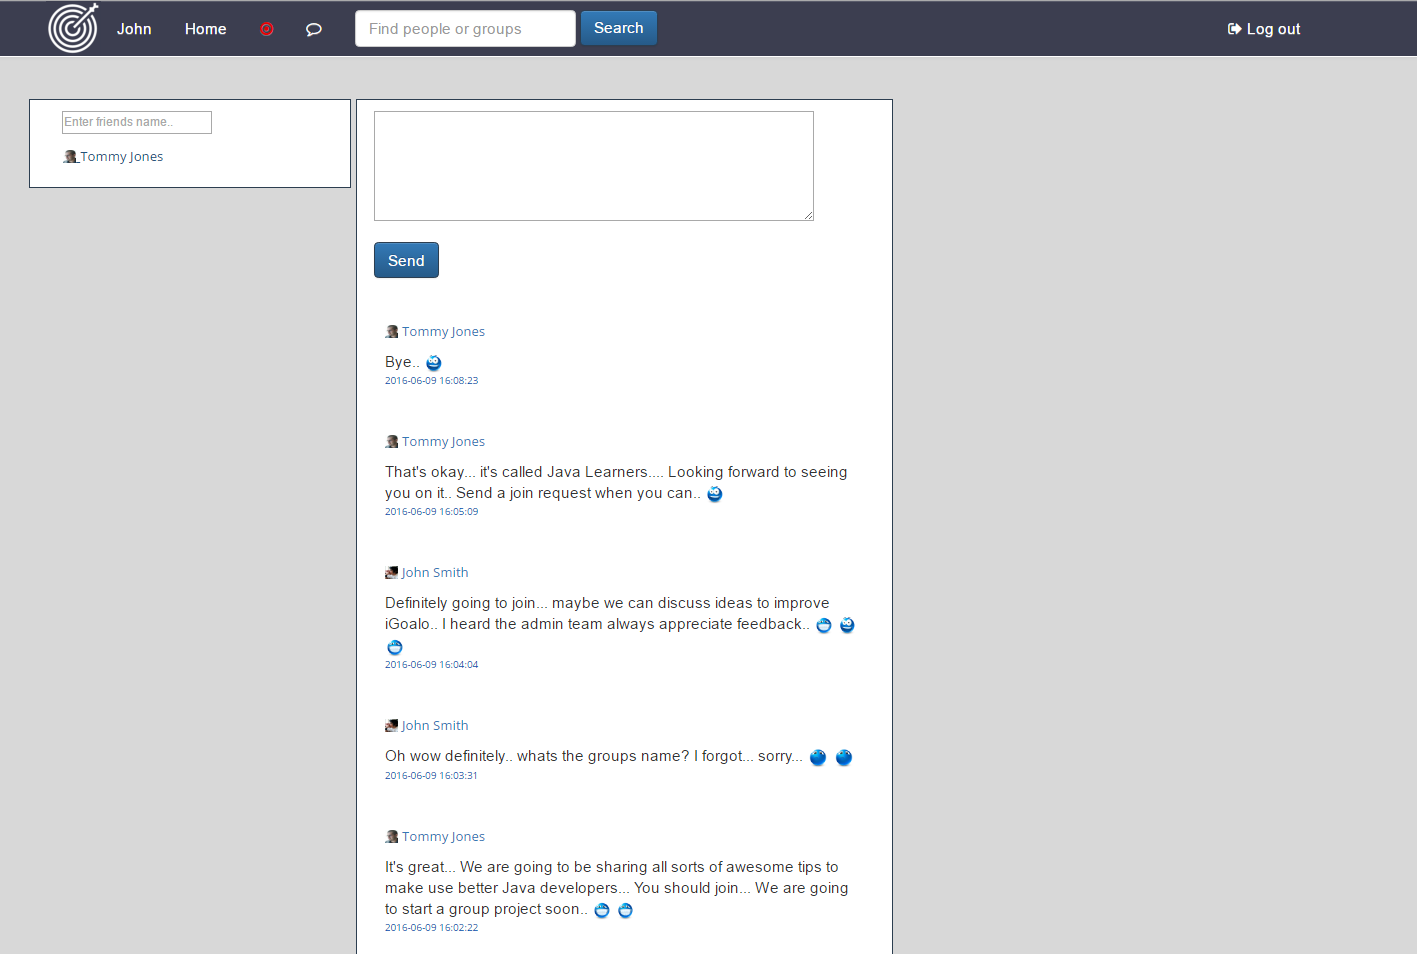 John Home Find people or groups Search Log out
Enter friends name..
Tommy Jones
Send
Tommy Jones
Bye..
2016-06-09 16:08:23
Tommy Jones
That's okay... it's called Java Learners.... Looking forward to seeing
you on it.. Send a join request when you can..
2016-06-09 16:05:09
John Smith
Definitely going to join... maybe we can discuss ideas to improve
iGoalo.. I heard the admin team always appreciate feedback..
2016-06-09 16:04:04
John Smith
Oh wow definitely.. whats the groups name? I forgot... sorry...
2016-06-09 16:03:31
Tommy Jones
It's great... We are going to be sharing all sorts of awesome tips to
make use better Java developers... You should join... We are going
to start a group project soon..
2016-06-09 16:02:22